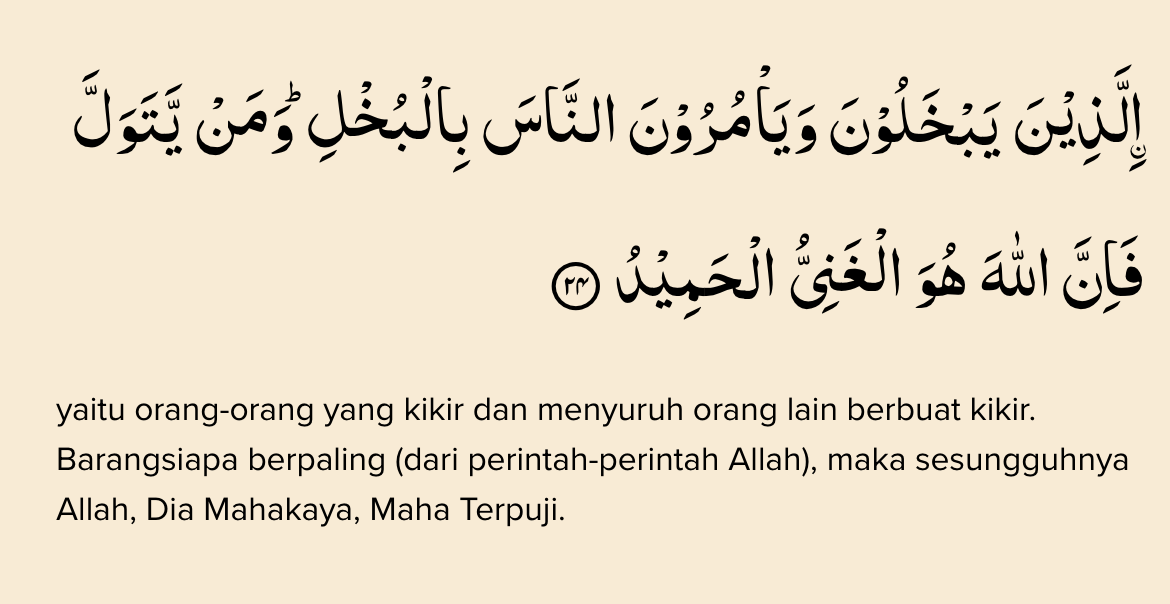 ۨالَّذِيْنَ يَبْخَلُوْنَ وَيَأْمُرُوْنَ النَّاسَ بِالْبُخْلِ ۗوَمَنْ يَّتَوَلَّ
فَاِنَّ اللّٰهَ هُوَ الْغَنِيُّ الْحَمِيْدُ ٢٤
yaitu orang-orang yang kikir dan menyuruh orang lain berbuat kikir.
Barangsiapa berpaling (dari perintah-perintah Allah), maka sesungguhnya
Allah, Dia Mahakaya, Maha Terpuji.